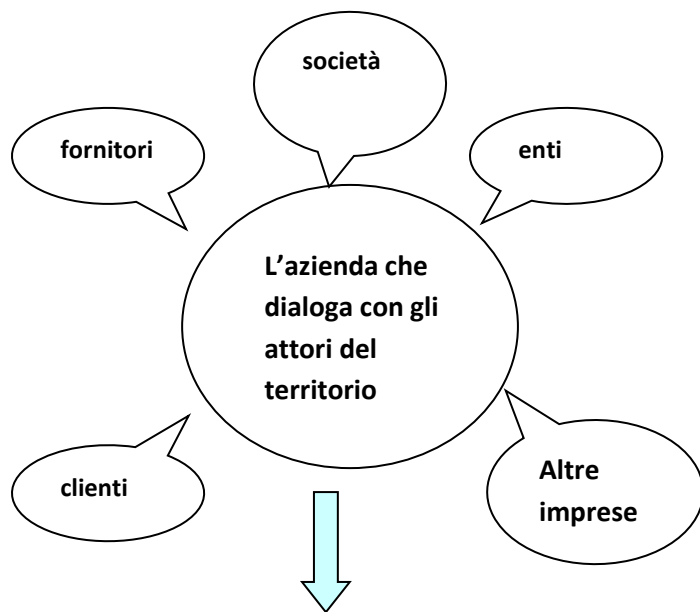 società
fornitori
enti
L’azienda che
dialoga con gli
attori del
territorio
clienti
Altre
imprese